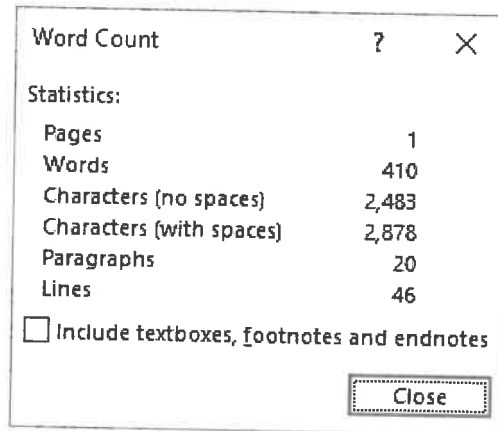 Word Count ? ×
Statistics:
Pages 1
Words 410
Characters (no spaces) 2,483
Characters (with spaces) 2,878
Paragraphs 20
Lines 46
Include textboxes, footnotes and endnotes
Close